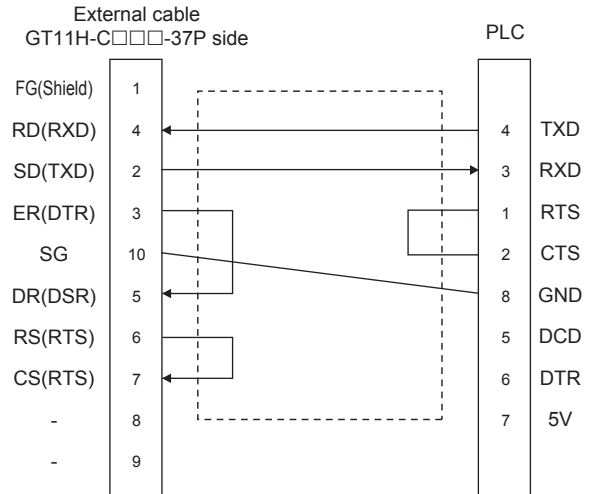 External cable
GT11H-C□□□-37P side
PLC
FG(Shield) 1
RD(RXD) 4 4 TXD
SD(TXD) 2 3 RXD
ER(DTR) 3 1 RTS
SG 10 2 CTS
DR(DSR) 5 8 GND
RS(RTS) 6 5 DCD
CS(RTS) 7 6 DTR
- 8 7 5V
- 9